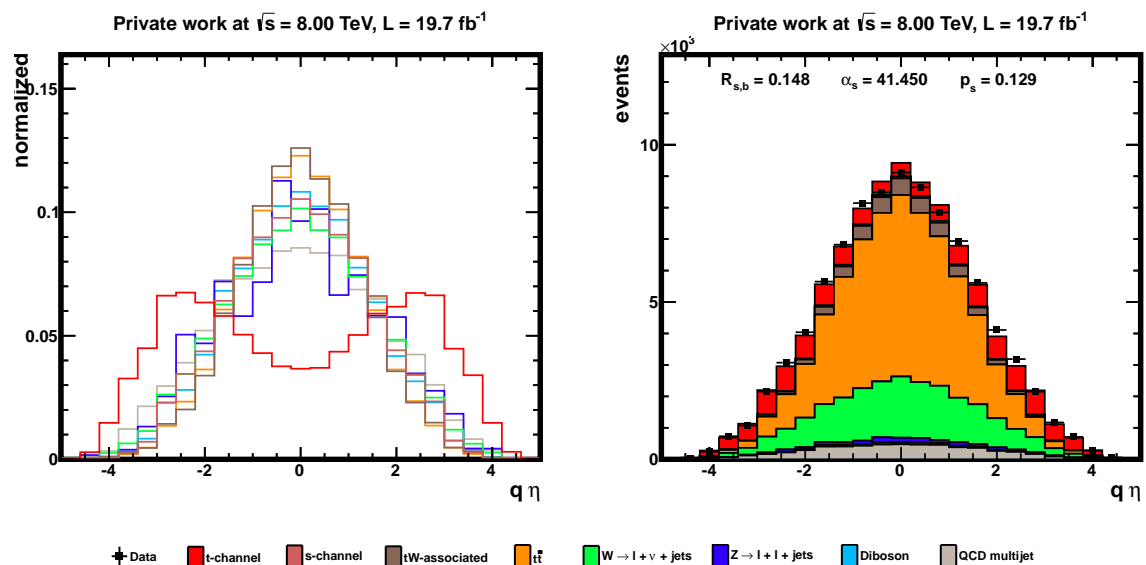 Private work at √s = 8.00 TeV, L = 19.7 fb⁻¹
normalized
0.15
0.1
0.05
0
-4 -2 0 2 4
q η
Private work at √s = 8.00 TeV, L = 19.7 fb⁻¹
×10³
events
R_{s,b} = 0.148 α_s = 41.450 p_s = 0.129
10
5
0
-4 -2 0 2 4
q η
Data t-channel s-channel tW-associated tt̄ W → l + ν + jets Z → l + l + jets Diboson QCD multijet